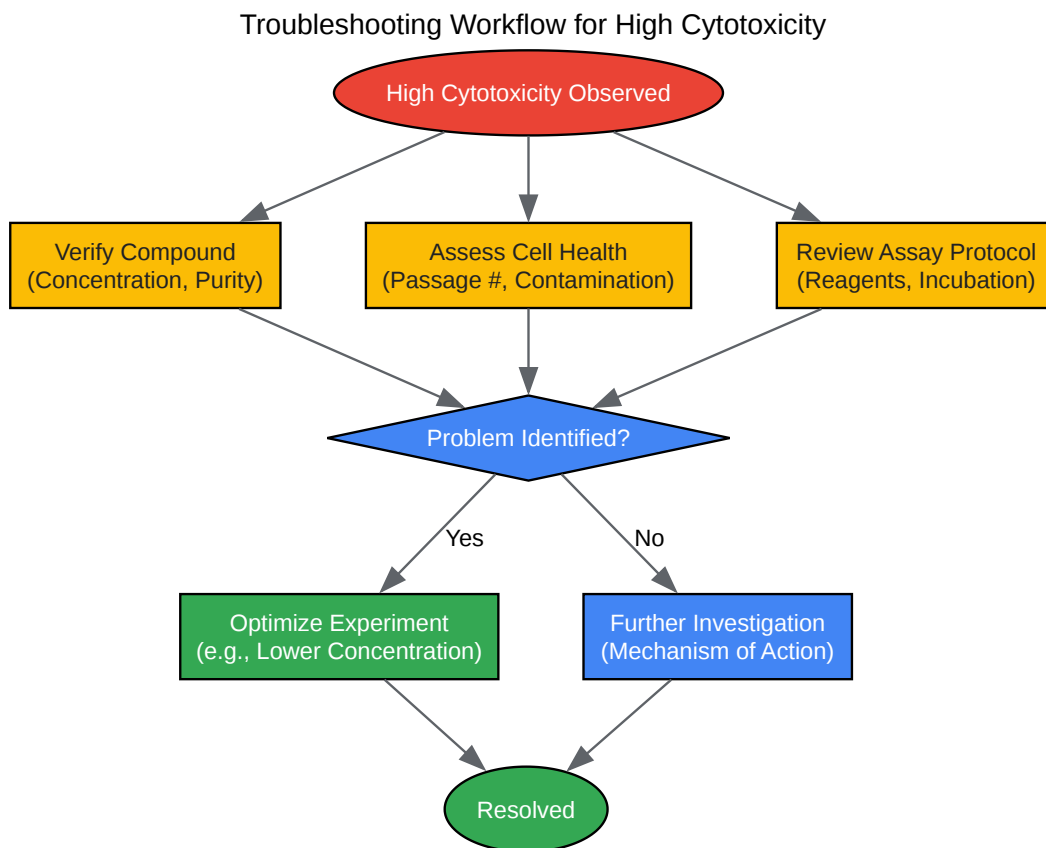 Troubleshooting Workflow for High Cytotoxicity
High Cytotoxicity Observed
Verify Compound
(Concentration, Purity)
Assess Cell Health
(Passage #, Contamination)
Review Assay Protocol
(Reagents, Incubation)
Problem Identified?
Yes
No
Optimize Experiment
(e.g., Lower Concentration)
Further Investigation
(Mechanism of Action)
Resolved